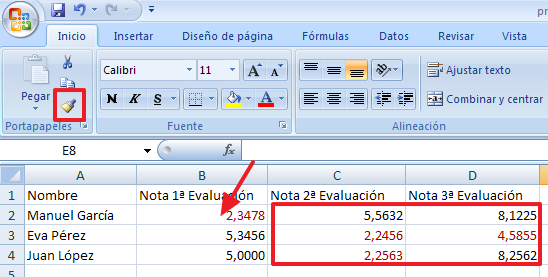 pr
Inicio Insertar Diseño de página Fórmulas Datos Revisar Vista
Pegar
Calibri 11
N K S A
Ajustar texto
Combinar y centrar
Portapapeles Fuente Alineación
E8 fx
A B C D
1 Nombre Nota 1ª Evaluación Nota 2ª Evaluación Nota 3ª Evaluación
2 Manuel García 2,3478 5,5632 8,1225
3 Eva Pérez 5,3456 2,2456 4,5855
4 Juan López 5,0000 2,2563 8,2562